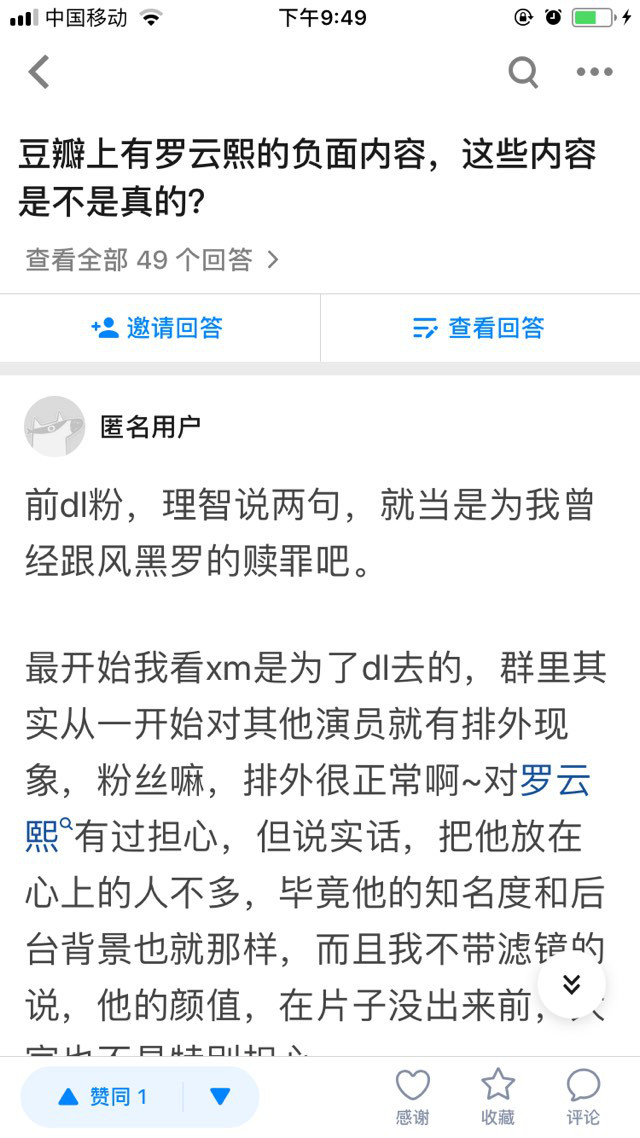 中国移动 下午9:49
豆瓣上有罗云熙的负面内容，这些内容
是不是真的?
查看全部 49 个回答
邀请回答 查看回答
匿名用户
前dl粉，理智说两句，就当是为我曾
经跟风黑罗的赎罪吧。
最开始我看xm是为了dl去的，群里其
实从一开始对其他演员就有排外现
象，粉丝嘛，排外很正常啊~对罗云
熙有过担心，但说实话，把他放在
心上的人不多，毕竟他的知名度和后
台背景也就那样，而且我不带滤镜的
说，他的颜值，在片子没出来前，大
家也不是特别担心
赞同 1 感谢 收藏 评论